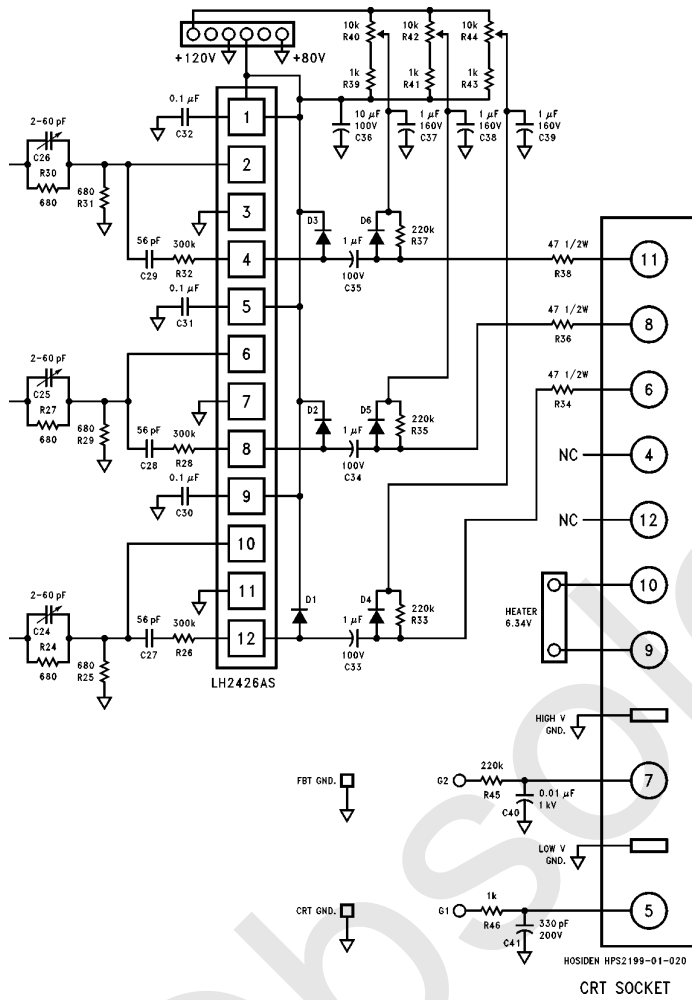 10k
R40
10k
R42
10k
R44
+120V
+80V
1k
R39
1k
R41
1k
R43
0.1 µF
C32
1
10 µF
100V
C36
1 µF
160V
C37
1 µF
160V
C38
1 µF
160V
C39
2-60 pF
C26
R30
680
680
R31
2
3
D3
D6
220k
R37
56 pF
C29
300k
R32
4
1 µF
100V
C35
47 1/2W
R38
11
0.1 µF
C31
5
47 1/2W
R36
8
6
2-60 pF
C25
R27
680
680
R29
7
47 1/2W
R34
6
D2
D5
220k
R35
56 pF
C28
300k
R28
8
1 µF
100V
C34
NC
4
0.1 µF
C30
9
NC
12
10
2-60 pF
C24
R24
680
680
R25
11
HEATER
6.34V
10
9
D1
D4
220k
R33
56 pF
C27
300k
R26
12
1 µF
100V
C33
LH2426AS
HIGH V
GND.
FBT GND.
G2
220k
R45
0.01 µF
1 kV
C40
7
LOW V
GND.
CRT GND.
G1
1k
R46
330 pF
200V
C41
5
HOSIDEN HPS2199-01-020
CRT SOCKET
obsole